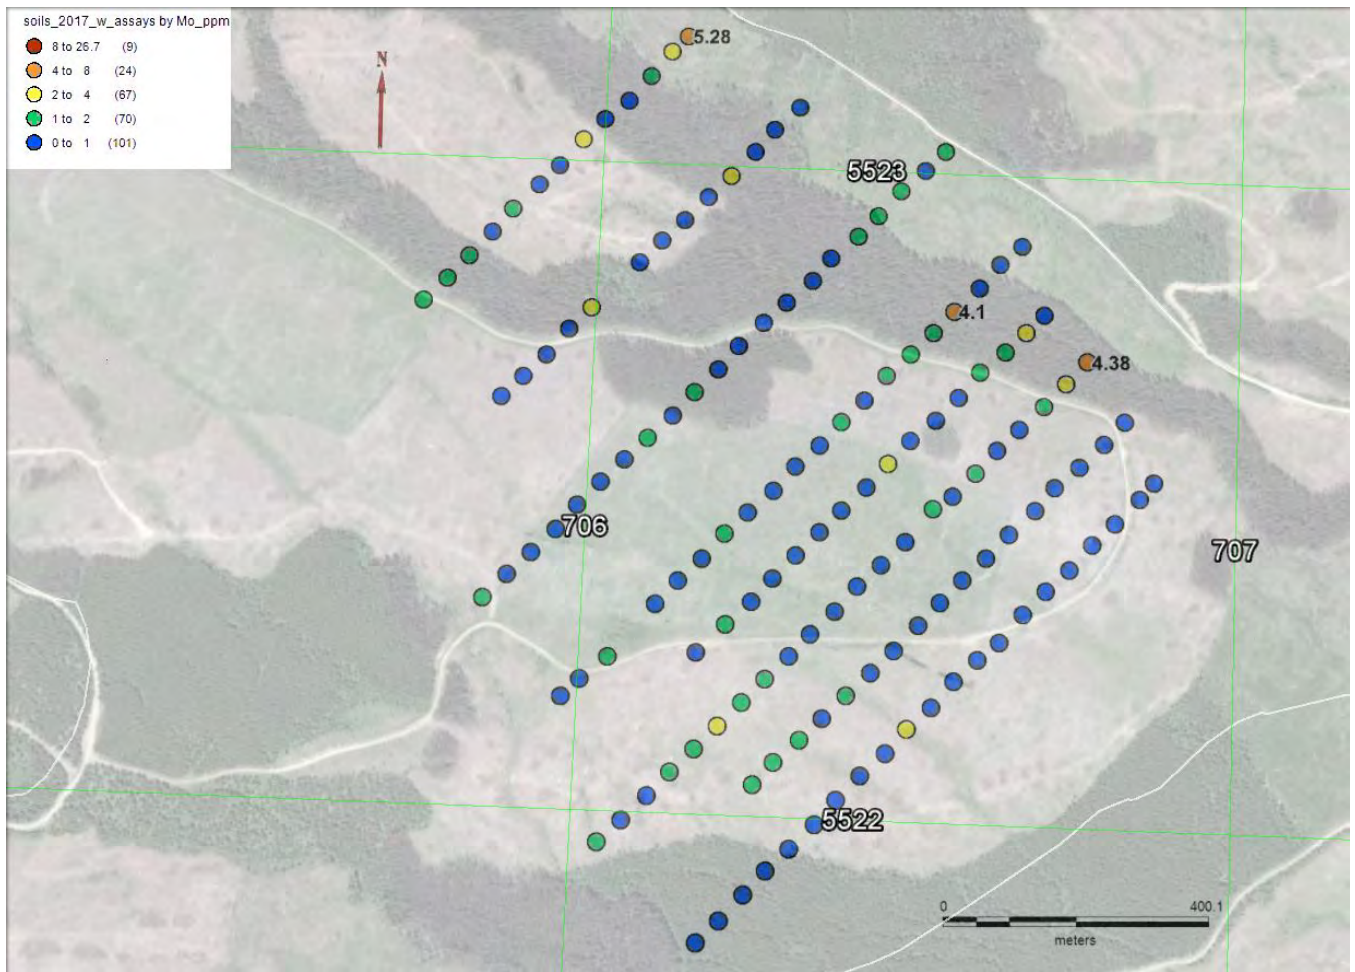 soils_2017_w_assays by Mo_ppm
8 to 26.7 (9)
4 to 8 (24)
2 to 4 (67)
1 to 2 (70)
0 to 1 (101)
N
5.28
5523
4.1
4.38
706
707
5522
0 400.1
meters